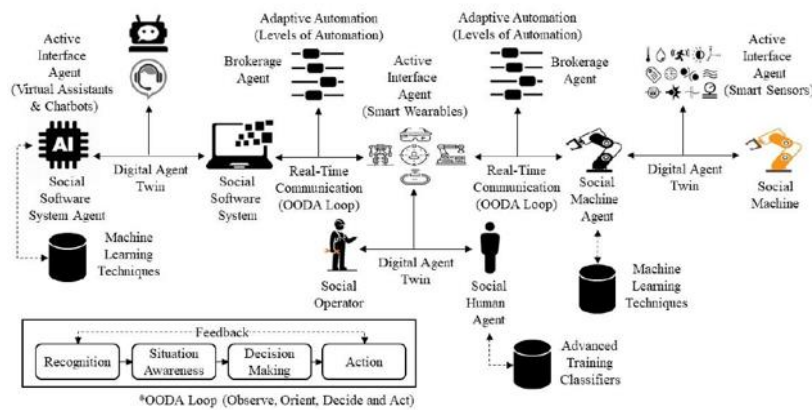 Active
Interface
Agent
(Virtual Assistants
& Chatbots)
AI
Social
Software
System Agent
Machine
Learning
Techniques
Digital Agent
Twin
Social
Software
System
Adaptive Automation
(Levels of Automation)
Brokerage
Agent
Real-Time
Communication
(OODA Loop)
Active
Interface
Agent
(Smart Wearables)
Social
Operator
Digital Agent
Twin
Social
Human
Agent
Advanced
Training
Classifiers
Adaptive Automation
(Levels of Automation)
Brokerage
Agent
Real-Time
Communication
(OODA Loop)
Social
Machine
Agent
Machine
Learning
Techniques
Digital Agent
Twin
Active
Interface
Agent
(Smart Sensors)
Social
Machine
Feedback
Recognition
Situation
Awareness
Decision
Making
Action
*OODA Loop (Observe, Orient, Decide and Act)